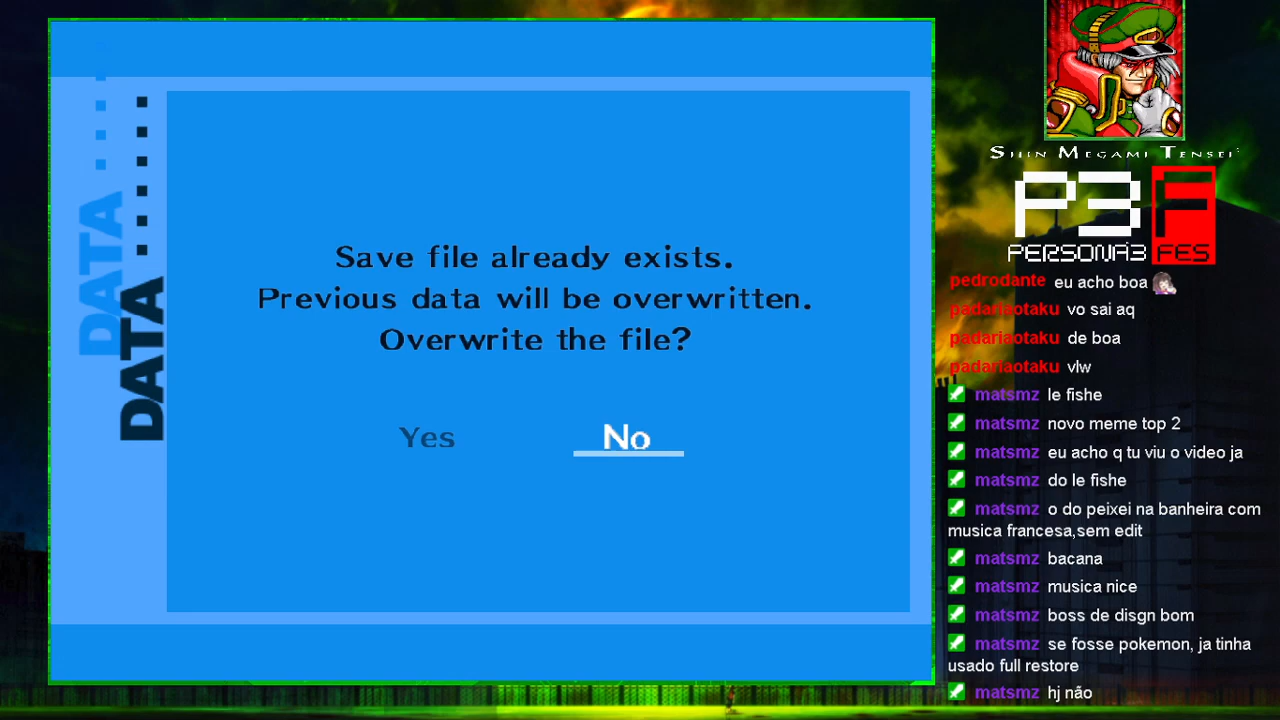 DATA
DATA
Save file already exists.
Previous data will be overwritten.
Overwrite the file?
Yes No
SHIN MEGAMI TENSEI
P3F
PERSONA3 FES
pedrodante eu acho boa
padariaotaku vo sai aq
padariaotaku de boa
padariaotaku vlw
matsmz le fishe
matsmz novo meme top 2
matsmz eu acho q tu viu o video ja
matsmz do le fishe
matsmz o do peixei na banheira com
musica francesa,sem edit
matsmz bacana
matsmz musica nice
matsmz boss de disgn bom
matsmz se fosse pokemon, ja tinha
usado full restore
matsmz hj não